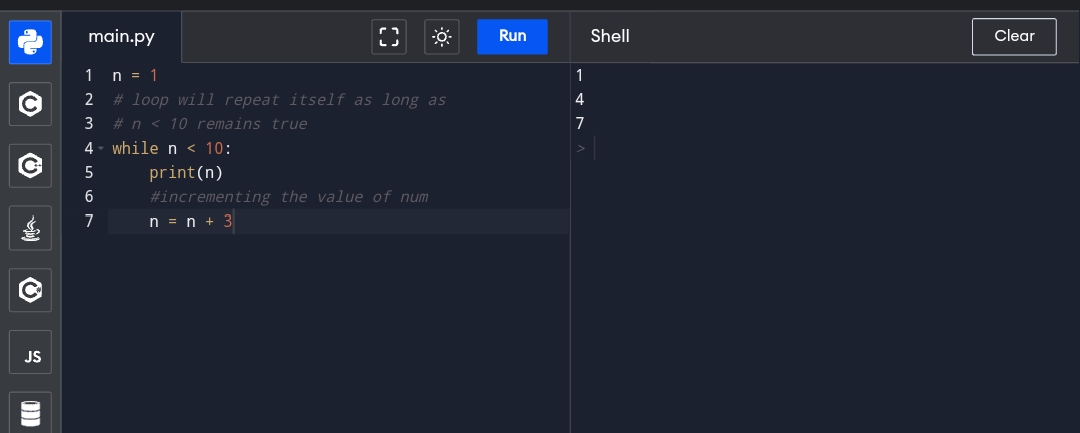 main.py
Run
1 n = 1
2 # loop will repeat itself as long as
3 # n < 10 remains true
4 while n < 10:
5 print(n)
6 #incrementing the value of num
7 n = n + 3
Shell
Clear
1
4
7
>
C
C
C
JS